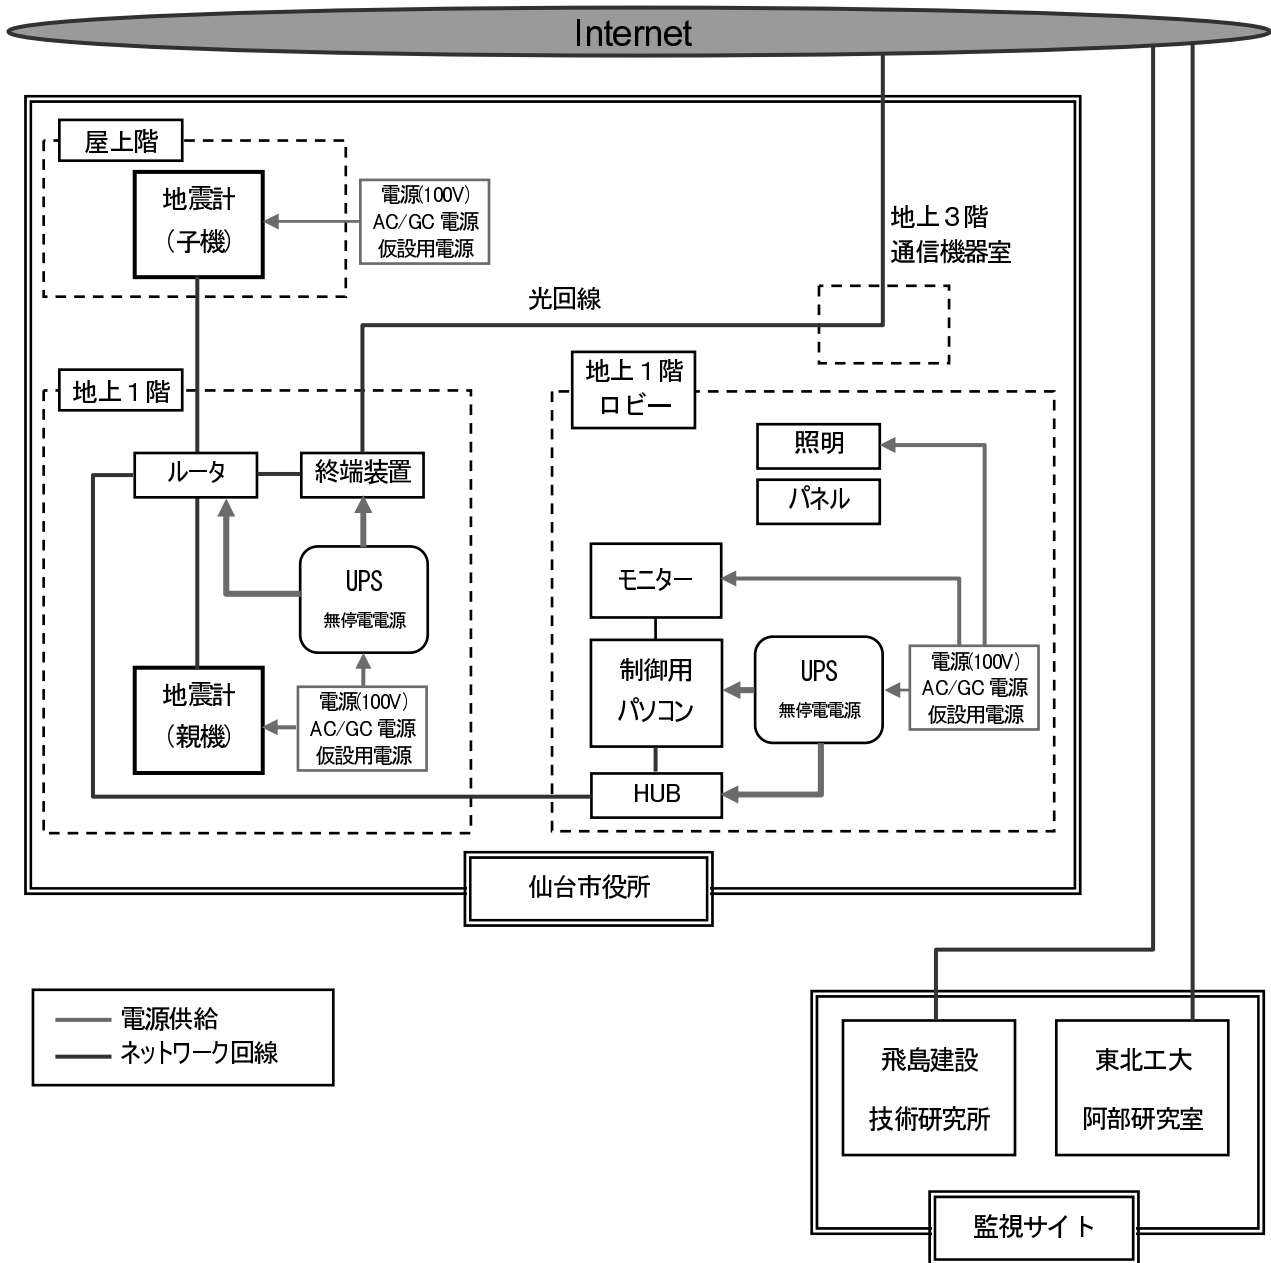 Internet
屋上階
地震計
（子機）
電源(100V)
AC/GC 電源
仮設用電源
地上３階
通信機器室
光回線
地上１階
ルータ
終端装置
UPS
無停電電源
地震計
（親機）
電源(100V)
AC/GC 電源
仮設用電源
地上１階
ロビー
照明
パネル
モニター
制御用
パソコン
UPS
無停電電源
電源(100V)
AC/GC 電源
仮設用電源
HUB
仙台市役所
電源供給
ネットワーク回線
飛島建設
技術研究所
東北工大
阿部研究室
監視サイト